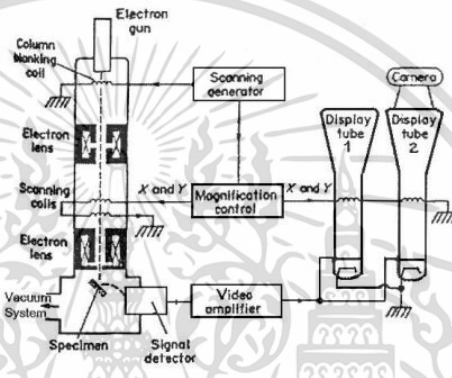 Electron
gun
Column
blanking
coil
Scanning
generator
Camera
Electron
lens
Display
tube
1
Display
tube
2
Scanning
coils
X and Y
Magnification
control
X and Y
Electron
lens
Vacuum
System
Video
amplifier
Specimen
Signal
detector